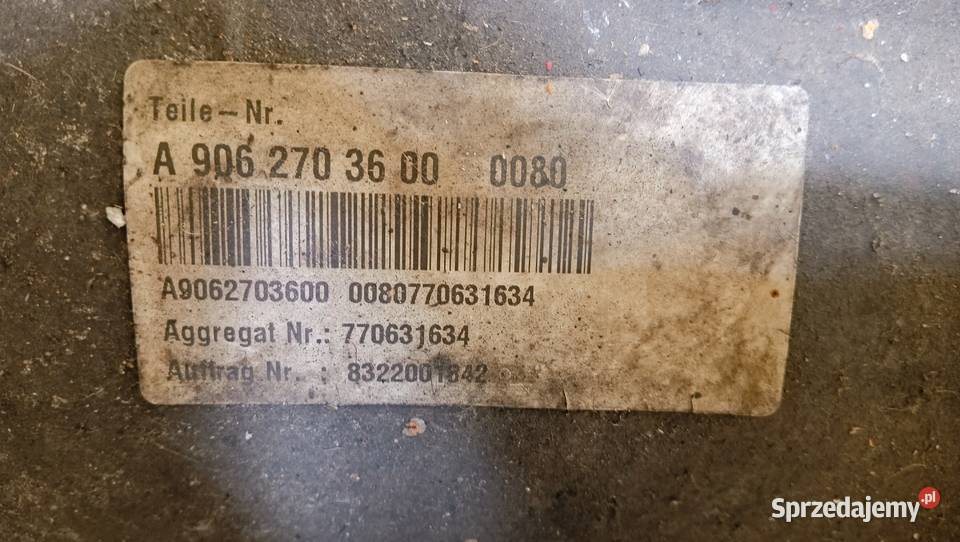 Teile-Nr.
A 906 270 36 00 0080
A9062703600 0080770631634
Aggregat Nr.: 770631634
Auftrag Nr. : 8322001842
Sprzedajemy.pl